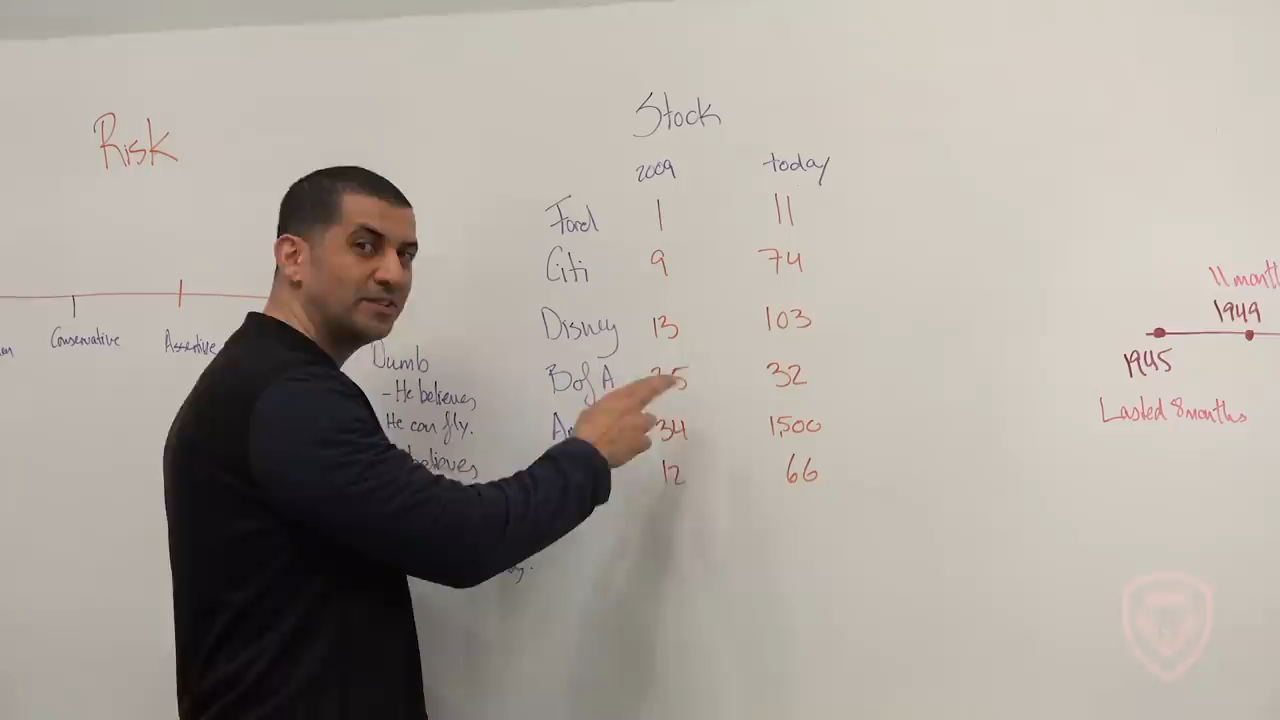 Risk
Conservative
Assertive
Dumb
- He believes
He can fly.
believes
Stock
2009 today
Ford 1 11
Citi 9 74
Disney 13 103
BofA 32
34 1,500
12 66
11 month
1949
1945
Lasted 8 months